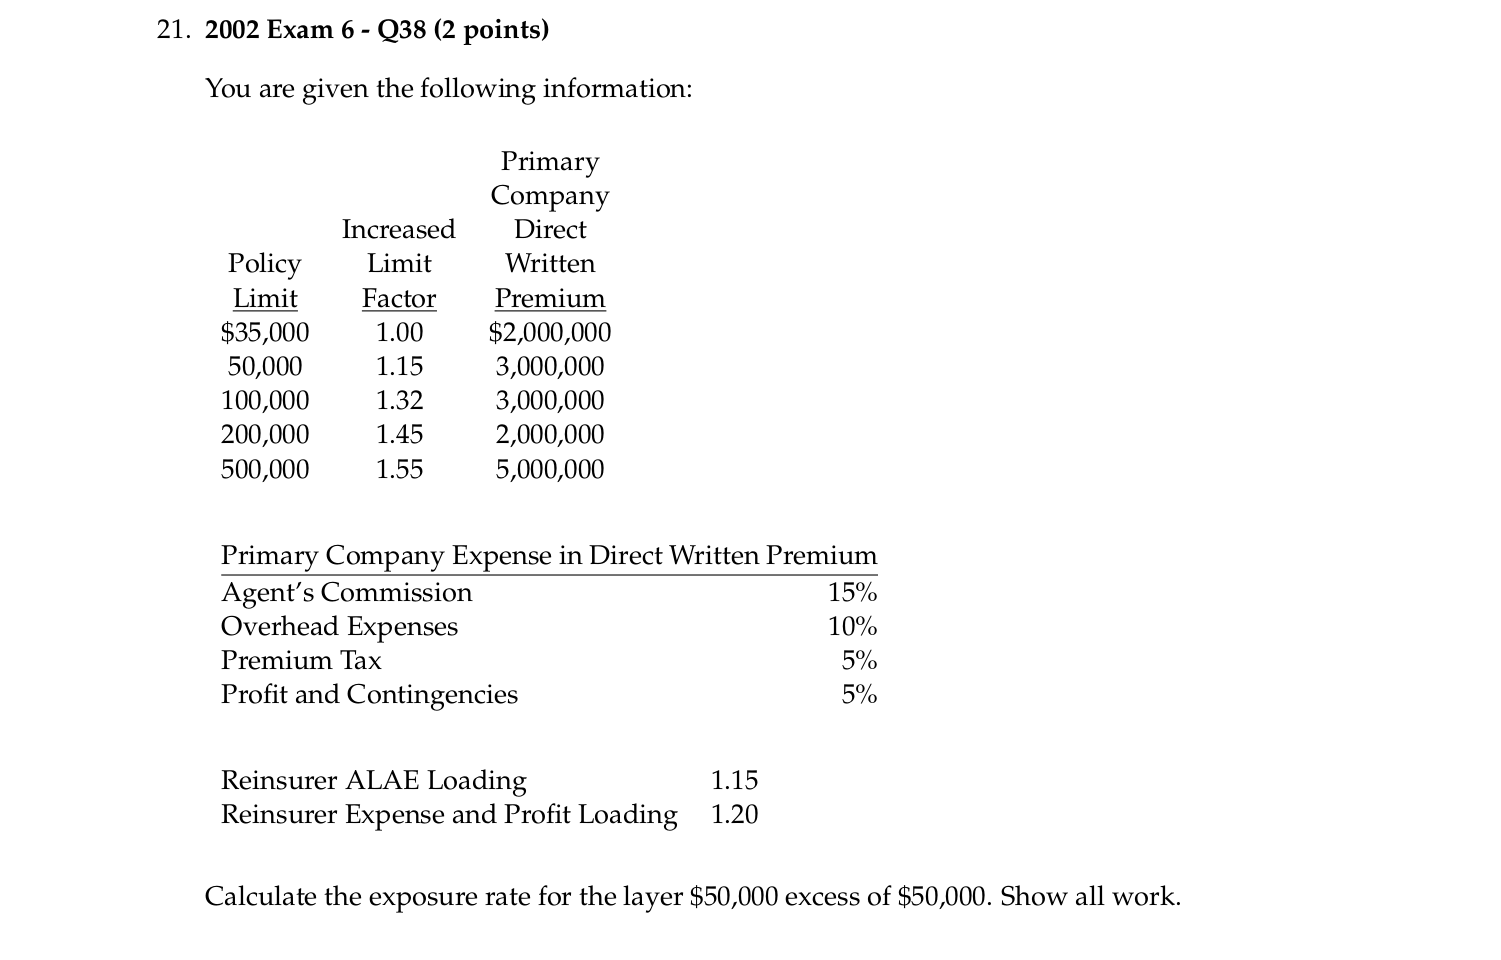 21. 2002 Exam 6 - Q38 (2 points)
You are given the following information:
Primary
Company
Increased Direct
Policy Limit Written
Limit Factor Premium
$35,000 1.00 $2,000,000
50,000 1.15 3,000,000
100,000 1.32 3,000,000
200,000 1.45 2,000,000
500,000 1.55 5,000,000
Primary Company Expense in Direct Written Premium
Agent's Commission 15%
Overhead Expenses 10%
Premium Tax 5%
Profit and Contingencies 5%
Reinsurer ALAE Loading 1.15
Reinsurer Expense and Profit Loading 1.20
Calculate the exposure rate for the layer $50,000 excess of $50,000. Show all work.